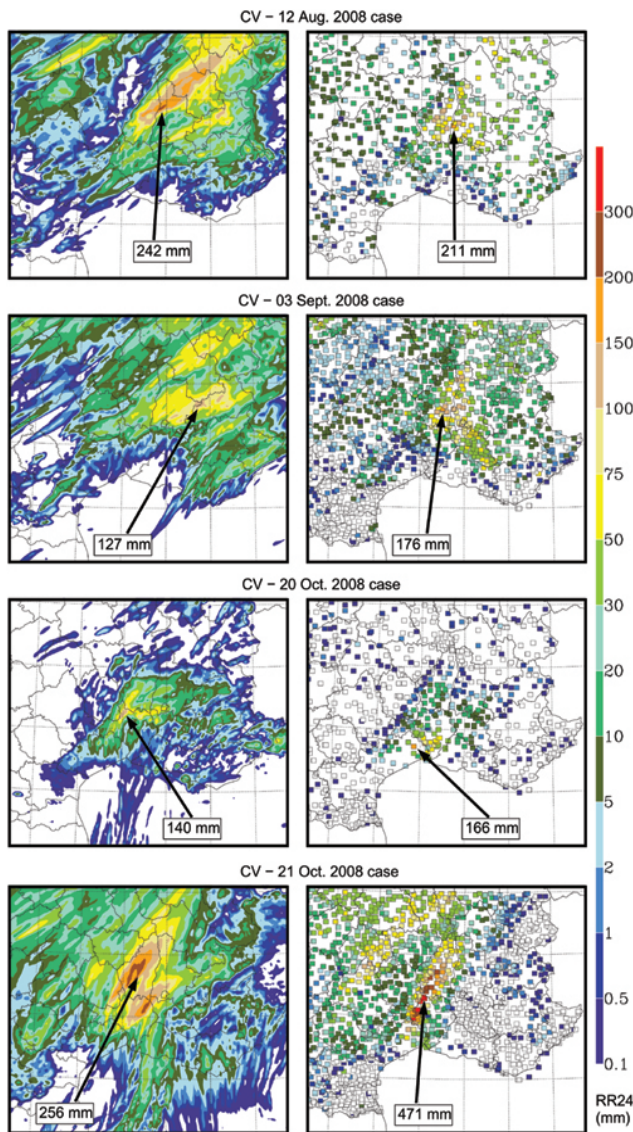 CV – 12 Aug. 2008 case
242 mm
211 mm
CV – 03 Sept. 2008 case
127 mm
176 mm
CV – 20 Oct. 2008 case
140 mm
166 mm
CV – 21 Oct. 2008 case
256 mm
471 mm
300
200
150
100
75
50
30
20
10
5
2
1
0.5
0.1
RR24
(mm)